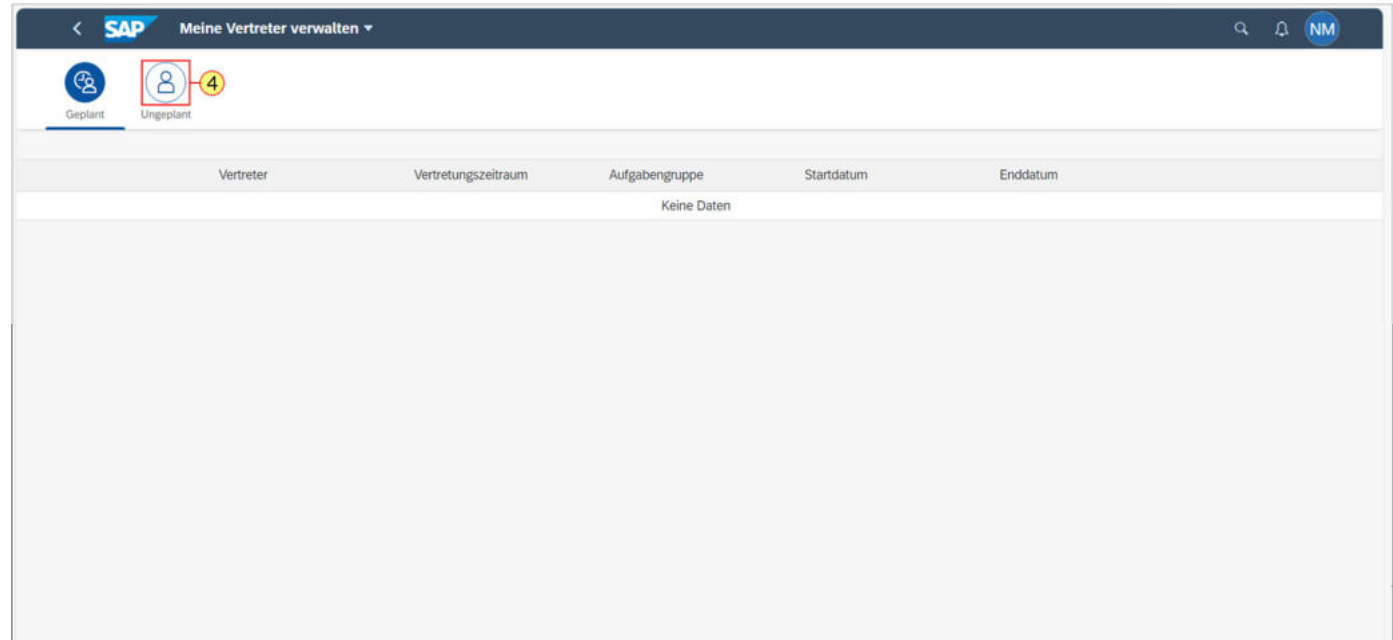 SAP Meine Vertreter verwalten NM
4
Geplant Ungeplant
Vertreter Vertretungszeitraum Aufgabengruppe Startdatum Enddatum
Keine Daten